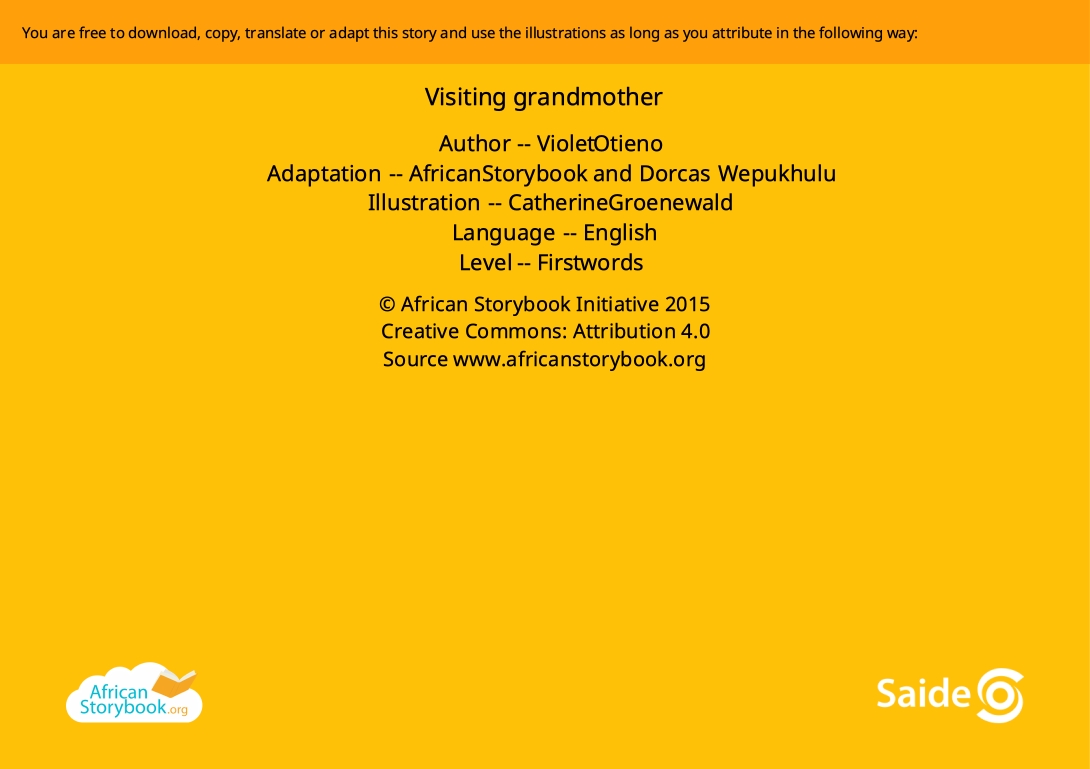 You are free to download, copy, translate or adapt this story and use the illustrations as long as you attribute in the following way:
Visiting grandmother
Author -- VioletOtieno
Adaptation -- AfricanStorybook and Dorcas Wepukhulu
Illustration -- CatherineGroenewald
Language -- English
Level -- Firstwords
© African Storybook Initiative 2015
Creative Commons: Attribution 4.0
Source www.africanstorybook.org
African
Storybook.org
Saide